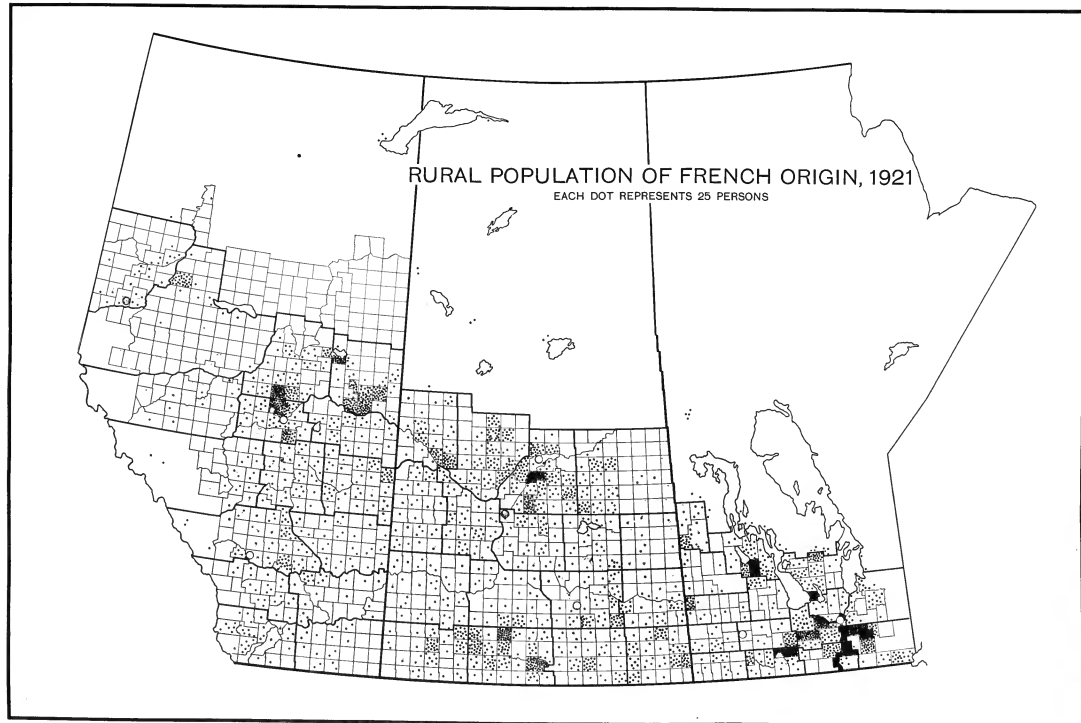 RURAL POPULATION OF FRENCH ORIGIN, 1921
EACH DOT REPRESENTS 25 PERSONS